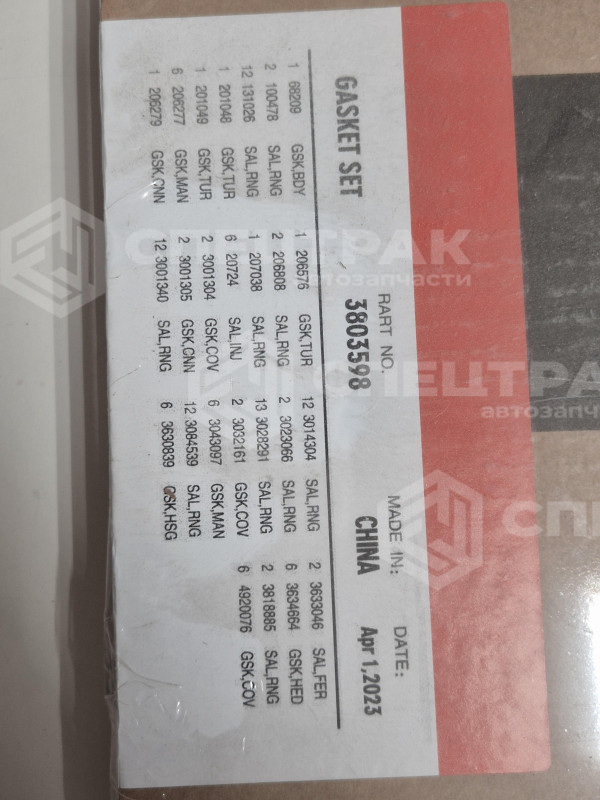 RART NO. MADE IN: DATE:
GASKET SET 3803598 CHINA Apr 1,2023
1 68209 GSK,BDY 1 206576 GSK,TUR 12 3014304 SAL,RNG 2 3633046 SAL,FER
2 100478 SAL,RNG 2 206808 SAL,RNG 2 3023066 SAL,RNG 6 3634664 GSK,HED
12 131026 SAL,RNG 1 207038 SAL,RNG 13 3028291 SAL,RNG 2 3818885 SAL,RNG
1 201048 GSK,TUR 6 20724 SAL,INJ 2 3032161 GSK,COV 6 4920076 GSK,COV
1 201049 GSK,TUR 2 3001304 GSK,COV 6 3043097 GSK,MAN
6 206277 GSK,MAN 2 3001305 GSK,CNN 12 3084539 SAL,RNG
1 206279 GSK,CNN 12 3001340 SAL,RNG 6 3630839 GSK,HSG
СПЕЦТРАК
автозапчасти
СПЕЦТРАК
автозапчасти